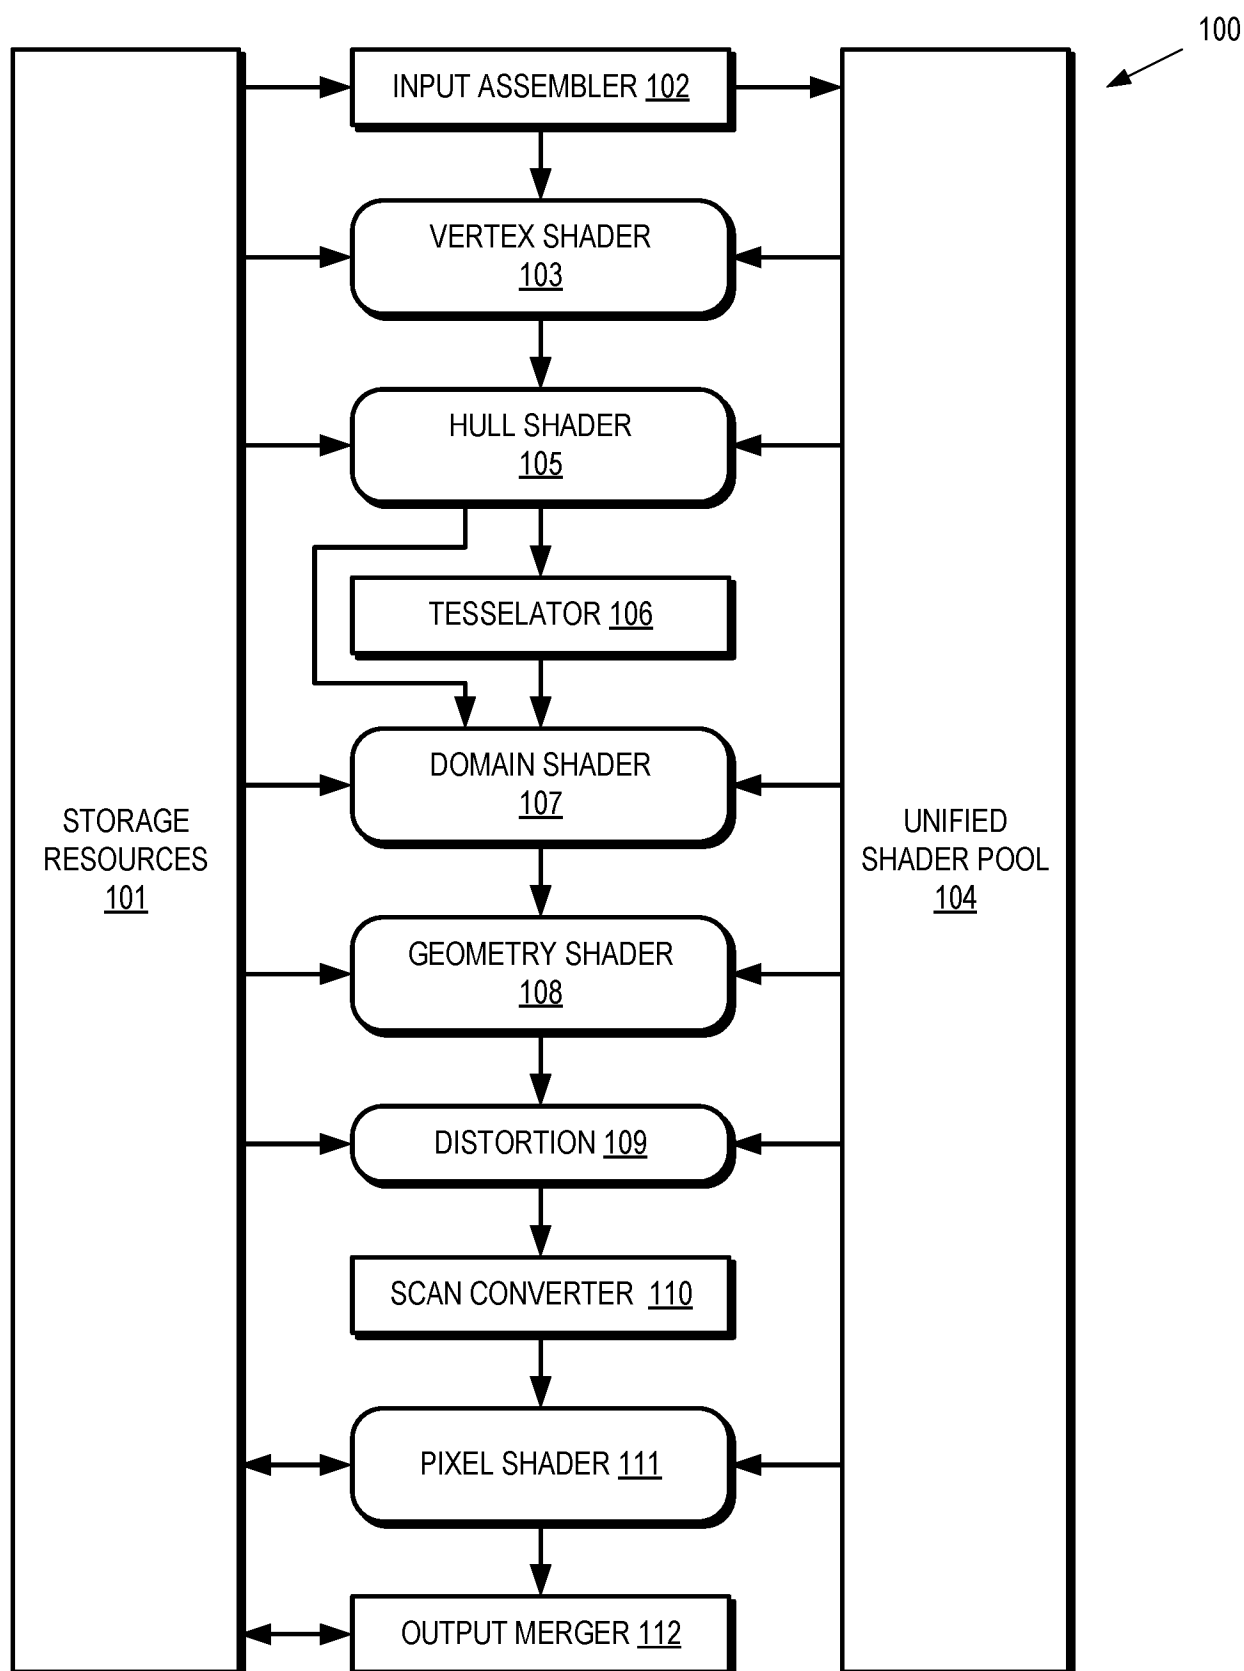 100
INPUT ASSEMBLER 102
VERTEX SHADER
103
HULL SHADER
105
TESSELATOR 106
DOMAIN SHADER
107
STORAGE
RESOURCES
101
UNIFIED
SHADER POOL
104
GEOMETRY SHADER
108
DISTORTION 109
SCAN CONVERTER 110
PIXEL SHADER 111
OUTPUT MERGER 112